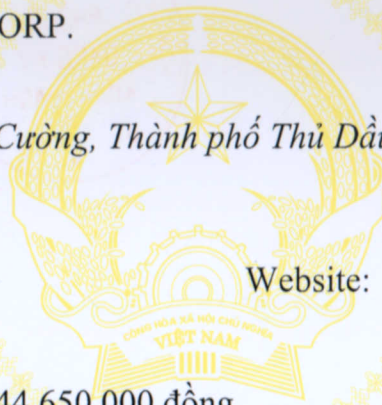 ORP.
Cường, Thành phố Thủ Dầu
Website:
CỘNG HÒA XÃ HỘI CHỦ NGHĨA
VIỆT NAM
44.650.000 đồng